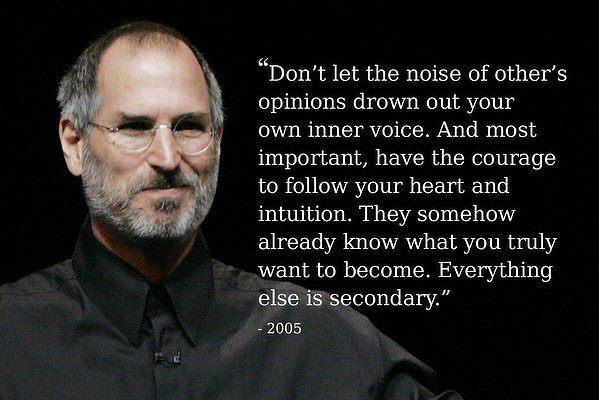 “Don’t let the noise of other’s
opinions drown out your
own inner voice. And most
important, have the courage
to follow your heart and
intuition. They somehow
already know what you truly
want to become. Everything
else is secondary.”
- 2005